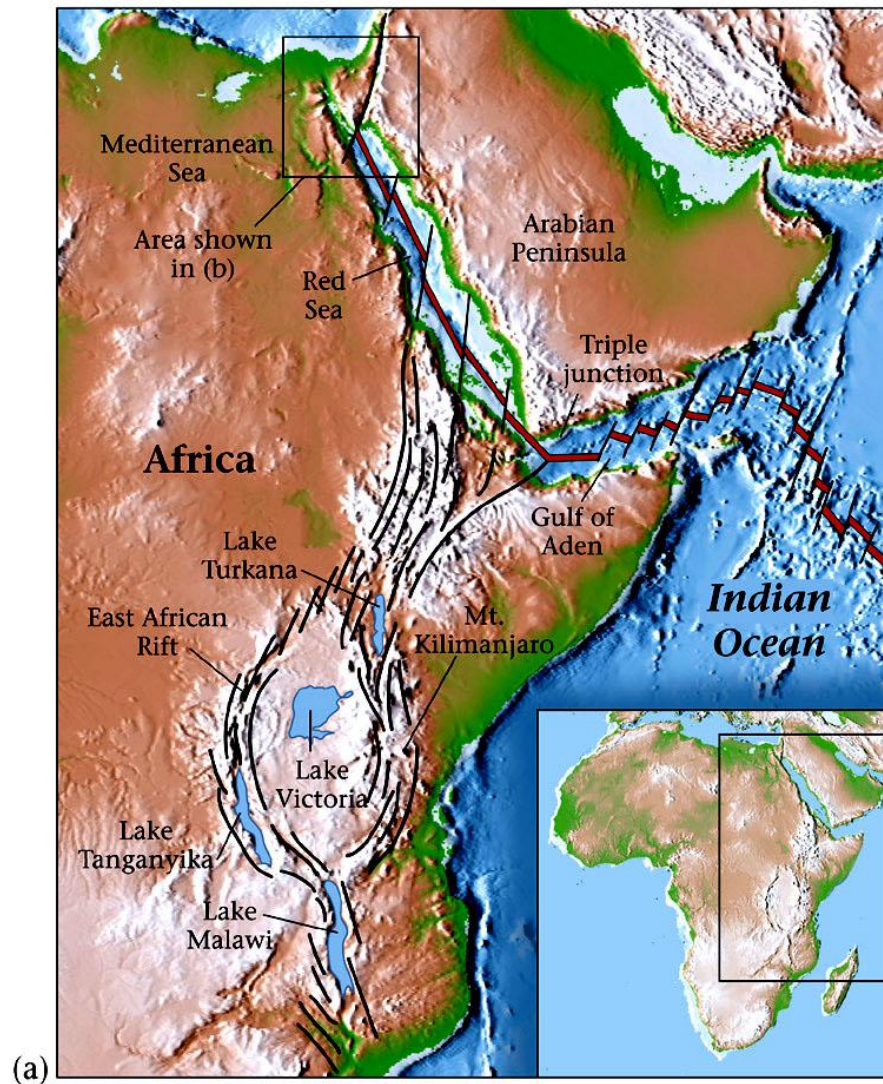 Mediterranean
Sea
Area shown
in (b)
Red
Sea
Arabian
Peninsula
Triple
junction
Africa
Gulf of
Aden
Lake
Turkana
East African
Rift
Mt.
Kilimanjaro
Indian
Ocean
Lake
Victoria
Lake
Tanganyika
Lake
Malawi
(a)